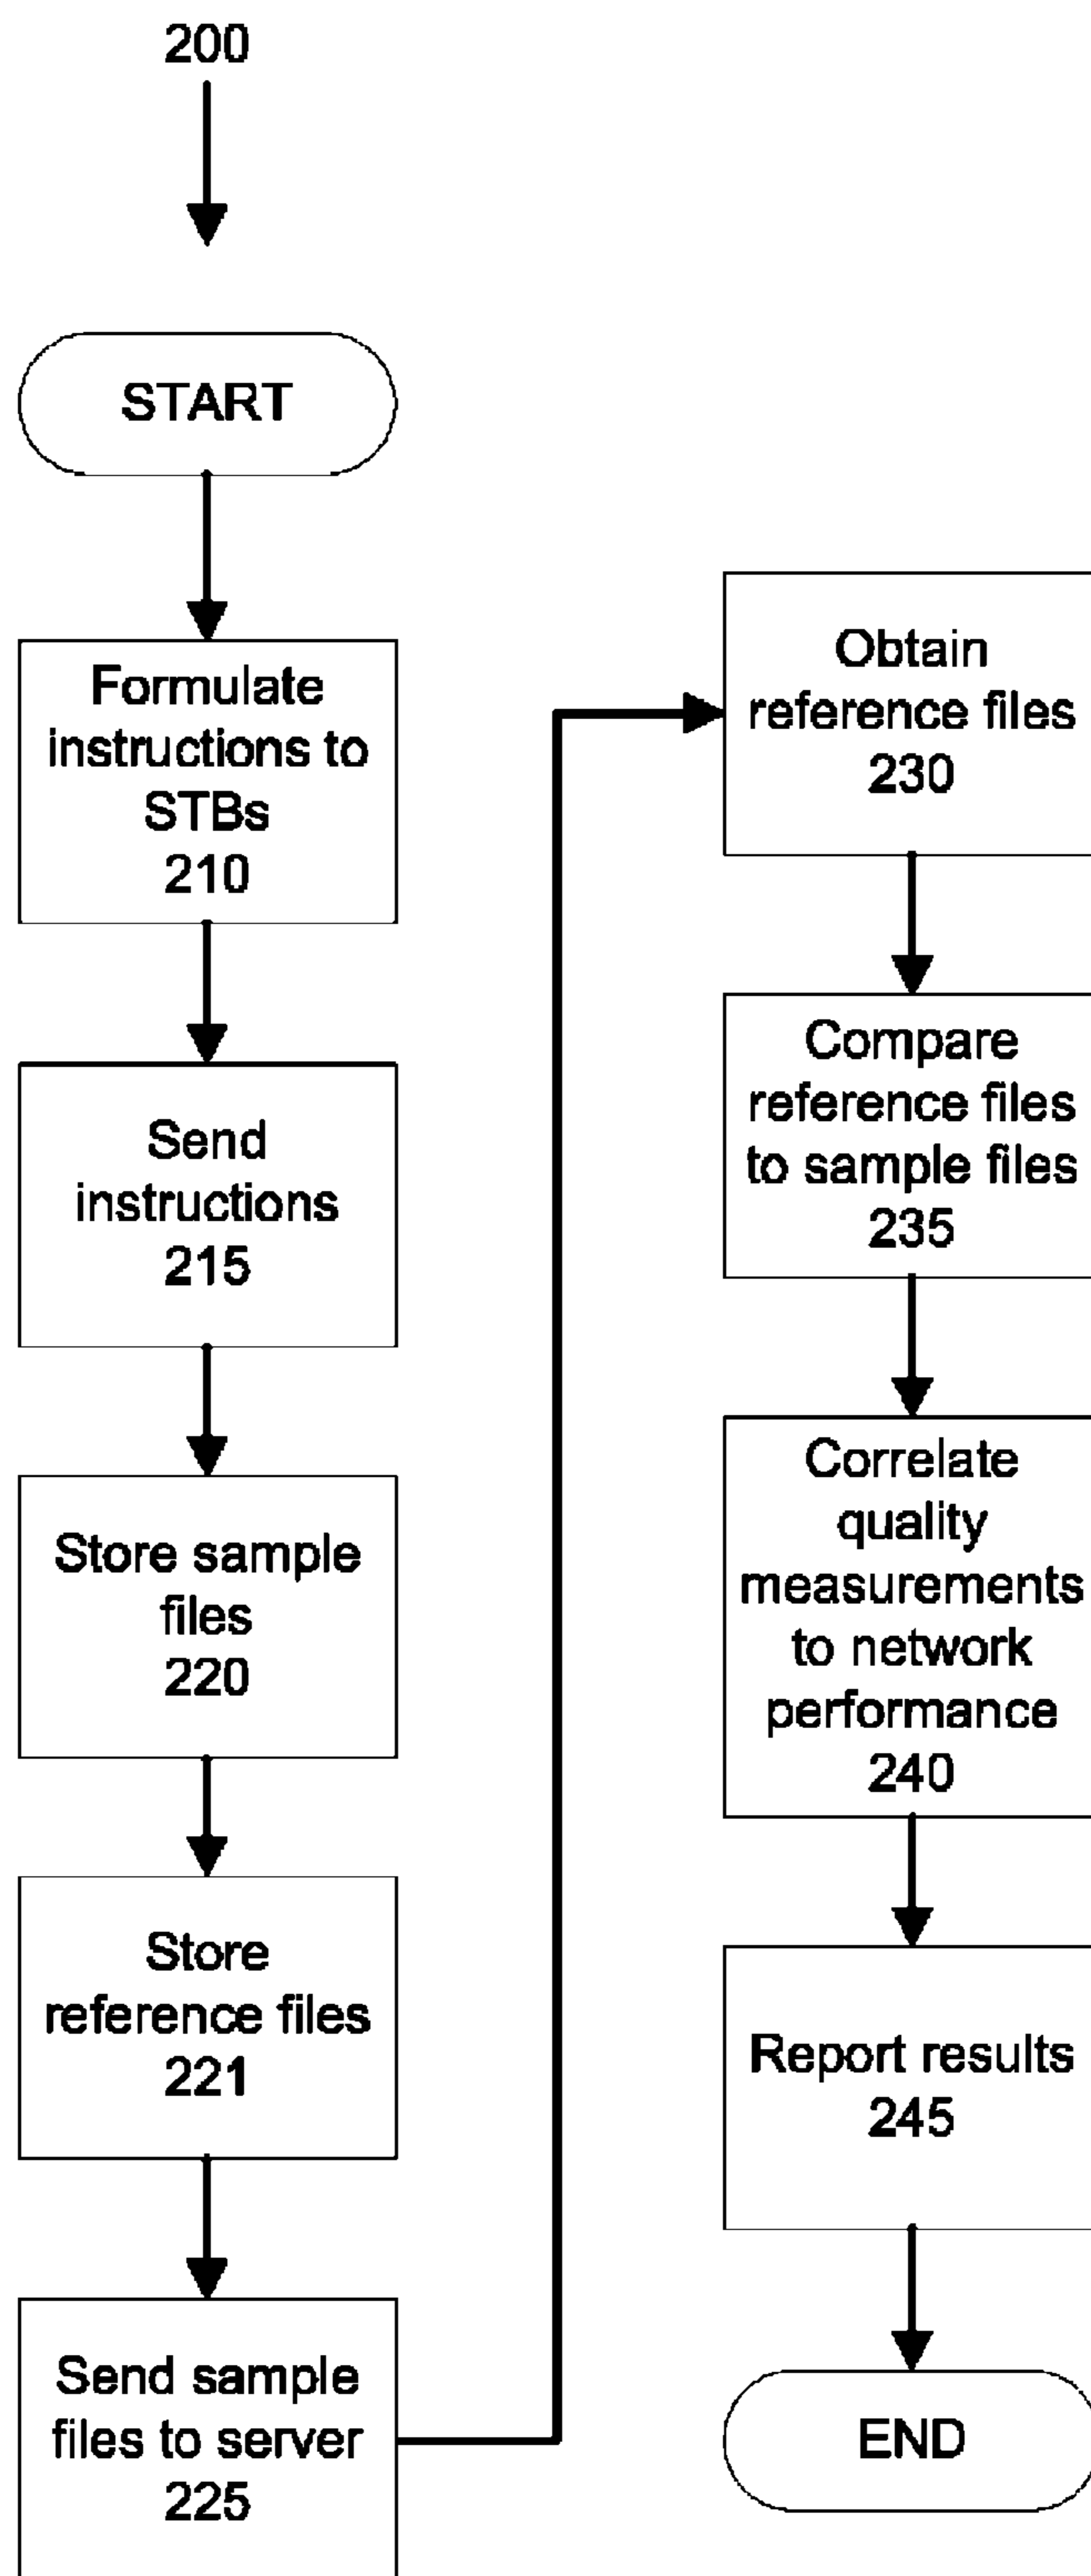 200
START
Formulate
instructions to
STBs
210
Send
instructions
215
Store sample
files
220
Store
reference files
221
Send sample
files to server
225
Obtain
reference files
230
Compare
reference files
to sample files
235
Correlate
quality
measurements
to network
performance
240
Report results
245
END